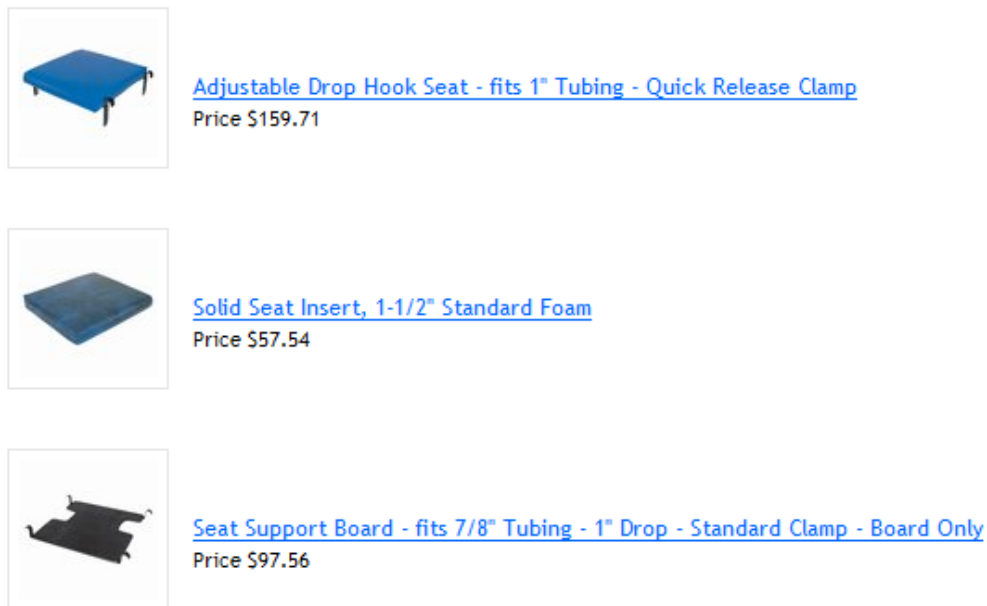 Adjustable Drop Hook Seat - fits 1" Tubing - Quick Release Clamp
Price $159.71
Solid Seat Insert, 1-1/2" Standard Foam
Price $57.54
Seat Support Board - fits 7/8" Tubing - 1" Drop - Standard Clamp - Board Only
Price $97.56